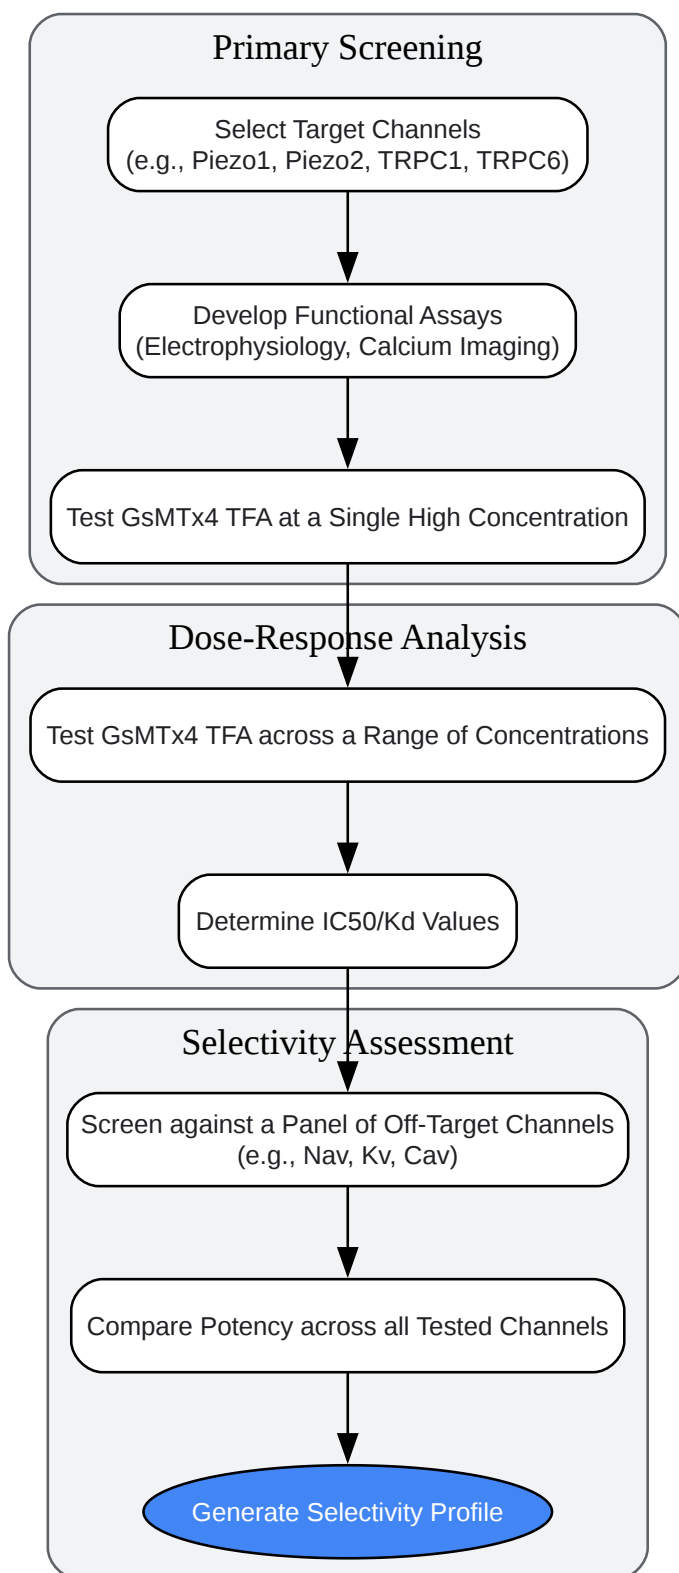 Primary Screening
Select Target Channels
(e.g., Piezo1, Piezo2, TRPC1, TRPC6)
Develop Functional Assays
(Electrophysiology, Calcium Imaging)
Test GsMTx4 TFA at a Single High Concentration
Dose-Response Analysis
Test GsMTx4 TFA across a Range of Concentrations
Determine IC50/Kd Values
Selectivity Assessment
Screen against a Panel of Off-Target Channels
(e.g., Nav, Kv, Cav)
Compare Potency across all Tested Channels
Generate Selectivity Profile